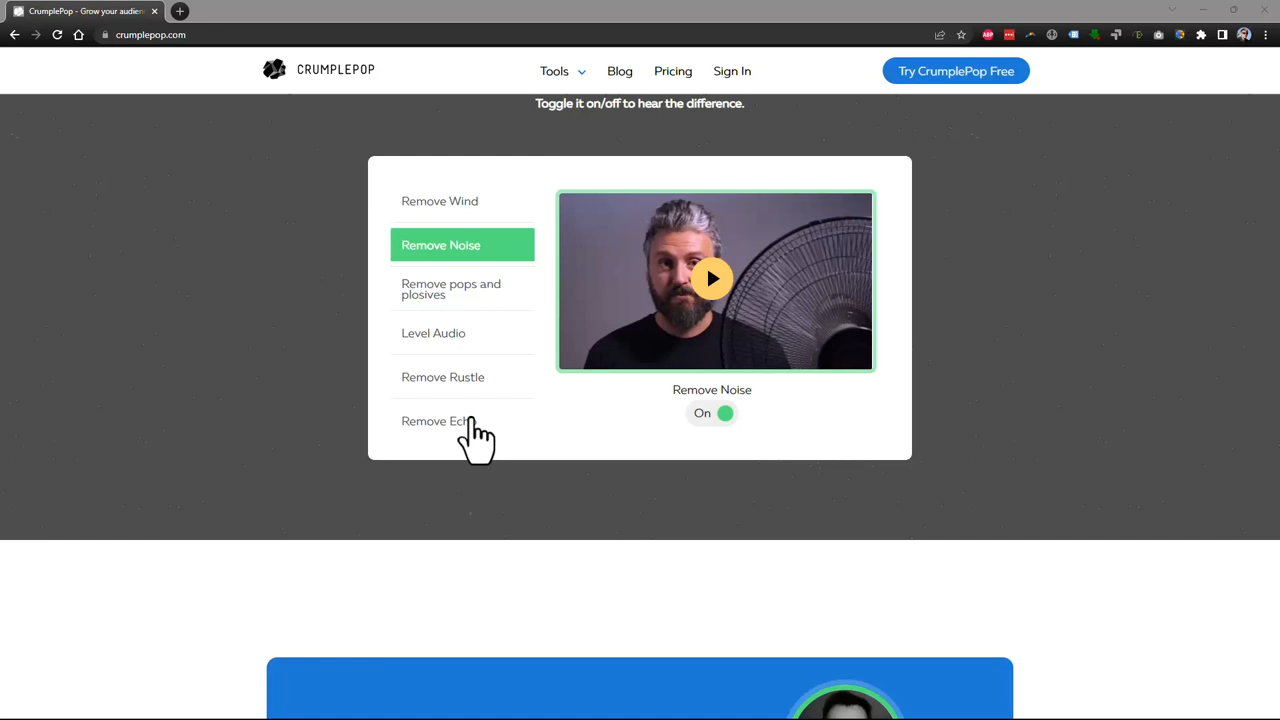 CrumplePop - Grow your audien
crumplepop.com
CRUMPLEPOP
Tools
Blog
Pricing
Sign In
Try CrumplePop Free
Toggle it on/off to hear the difference.
Remove Wind
Remove Noise
Remove pops and
plosives
Level Audio
Remove Rustle
Remove Ech
Remove Noise
On